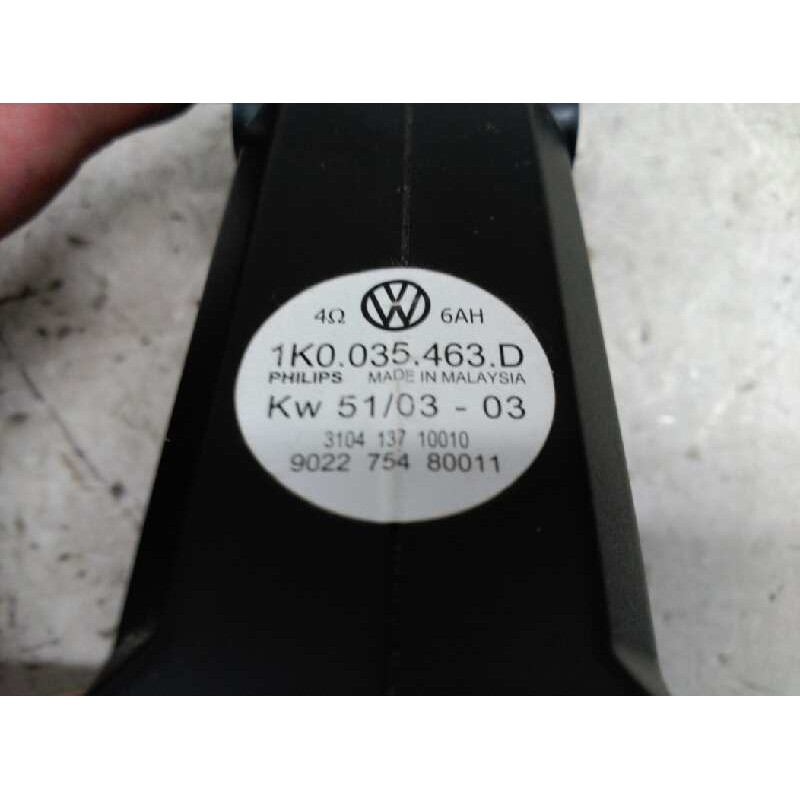 4Ω VW 6AH
1K0.035.463.D
PHILIPS MADE IN MALAYSIA
Kw 51/03 - 03
3104 137 10010
9022 754 80011